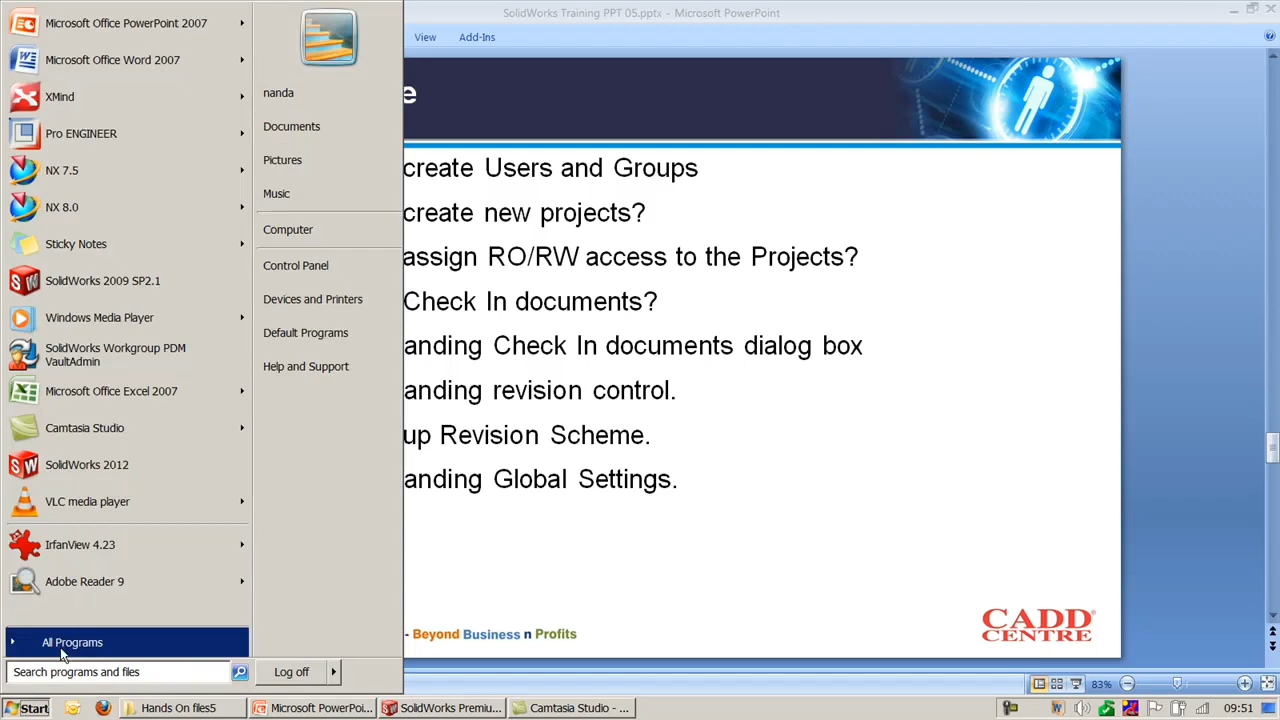 SolidWorks Training PPT 05.pptx - Microsoft PowerPoint
View Add-Ins
Microsoft Office PowerPoint 2007
Microsoft Office Word 2007
XMind
Pro ENGINEER
NX 7.5
NX 8.0
Sticky Notes
SolidWorks 2009 SP2.1
Windows Media Player
SolidWorks Workgroup PDM
VaultAdmin
Microsoft Office Excel 2007
Camtasia Studio
SolidWorks 2012
VLC media player
IrfanView 4.23
Adobe Reader 9
All Programs
Search programs and files
nanda
Documents
Pictures
Music
Computer
Control Panel
Devices and Printers
Default Programs
Help and Support
Log off
e
create Users and Groups
create new projects?
assign RO/RW access to the Projects?
Check In documents?
anding Check In documents dialog box
anding revision control.
up Revision Scheme.
anding Global Settings.
- Beyond Business n Profits
CADD
CENTRE
83%
Start Hands On files5 Microsoft PowerPoi... SolidWorks Premiu... Camtasia Studio - ... 09:51